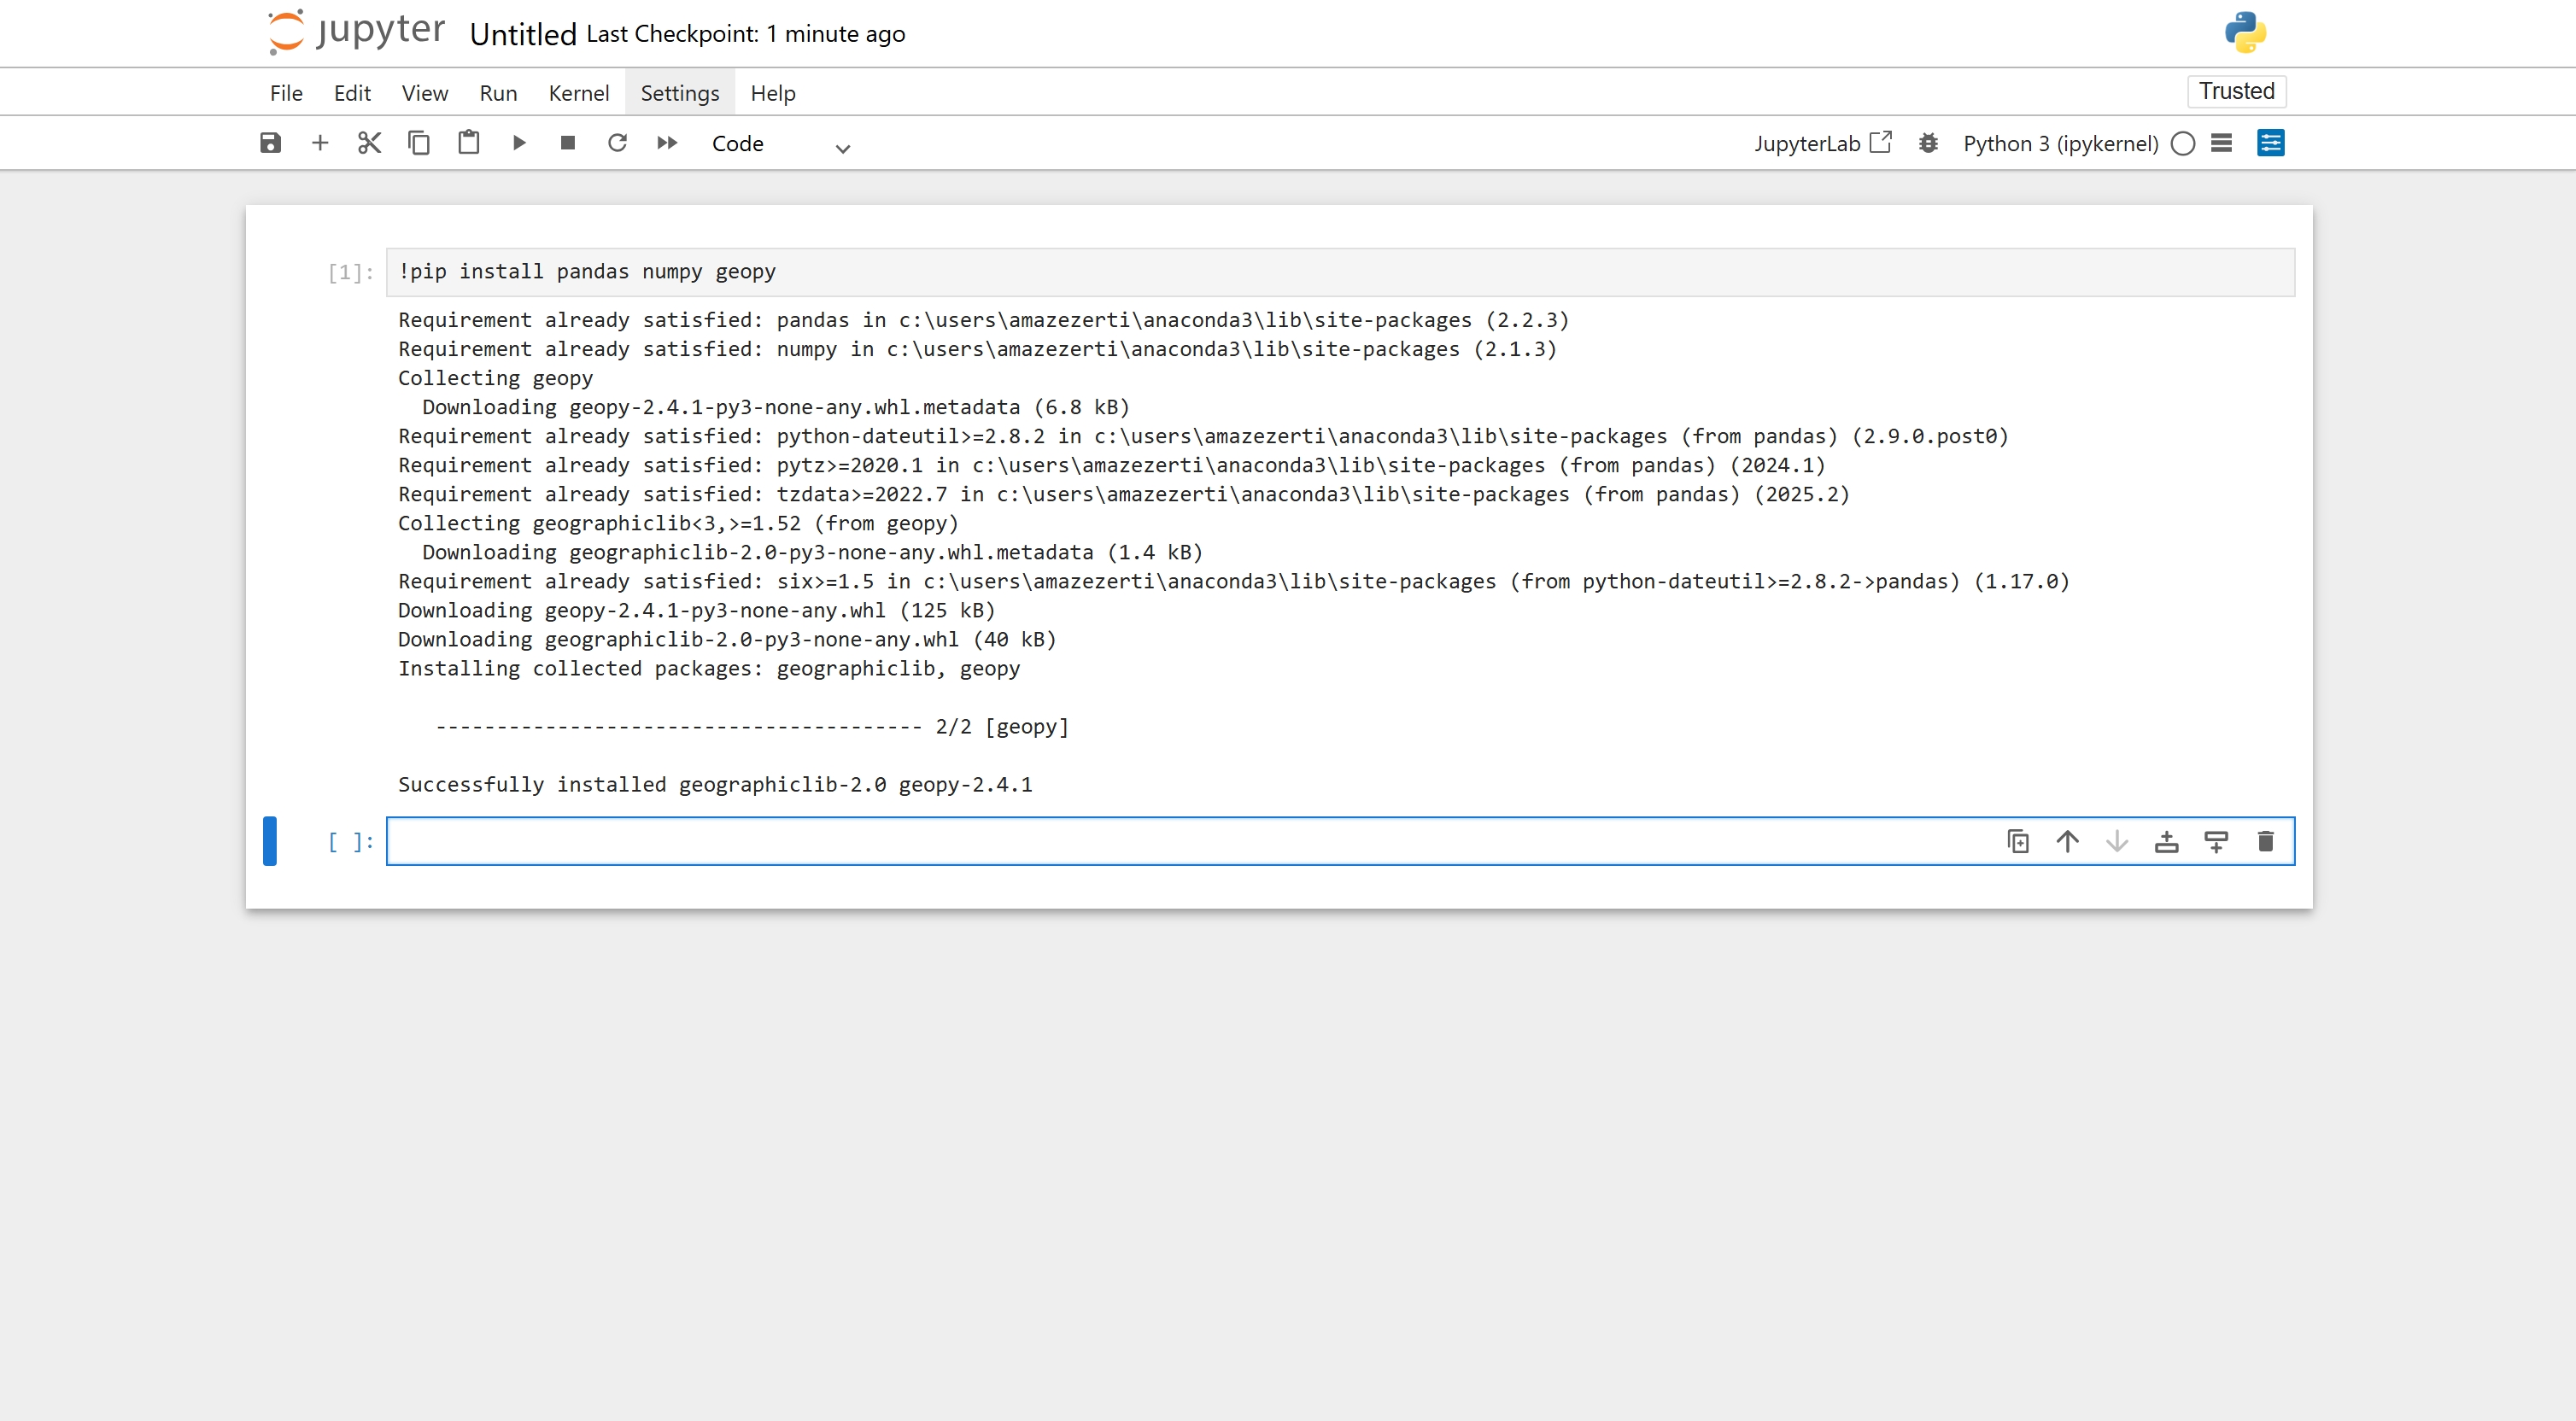 jupyter Untitled Last Checkpoint: 1 minute ago
File Edit View Run Kernel Settings Help Trusted
Code JupyterLab Python 3 (ipykernel)
[1]: !pip install pandas numpy geopy
Requirement already satisfied: pandas in c:\users\amazezerti\anaconda3\lib\site-packages (2.2.3)
Requirement already satisfied: numpy in c:\users\amazezerti\anaconda3\lib\site-packages (2.1.3)
Collecting geopy
  Downloading geopy-2.4.1-py3-none-any.whl.metadata (6.8 kB)
Requirement already satisfied: python-dateutil>=2.8.2 in c:\users\amazezerti\anaconda3\lib\site-packages (from pandas) (2.9.0.post0)
Requirement already satisfied: pytz>=2020.1 in c:\users\amazezerti\anaconda3\lib\site-packages (from pandas) (2024.1)
Requirement already satisfied: tzdata>=2022.7 in c:\users\amazezerti\anaconda3\lib\site-packages (from pandas) (2025.2)
Collecting geographiclib<3,>=1.52 (from geopy)
  Downloading geographiclib-2.0-py3-none-any.whl.metadata (1.4 kB)
Requirement already satisfied: six>=1.5 in c:\users\amazezerti\anaconda3\lib\site-packages (from python-dateutil>=2.8.2->pandas) (1.17.0)
Downloading geopy-2.4.1-py3-none-any.whl (125 kB)
Downloading geographiclib-2.0-py3-none-any.whl (40 kB)
Installing collected packages: geographiclib, geopy
   ---------------------------------------- 2/2 [geopy]
Successfully installed geographiclib-2.0 geopy-2.4.1
[ ]: